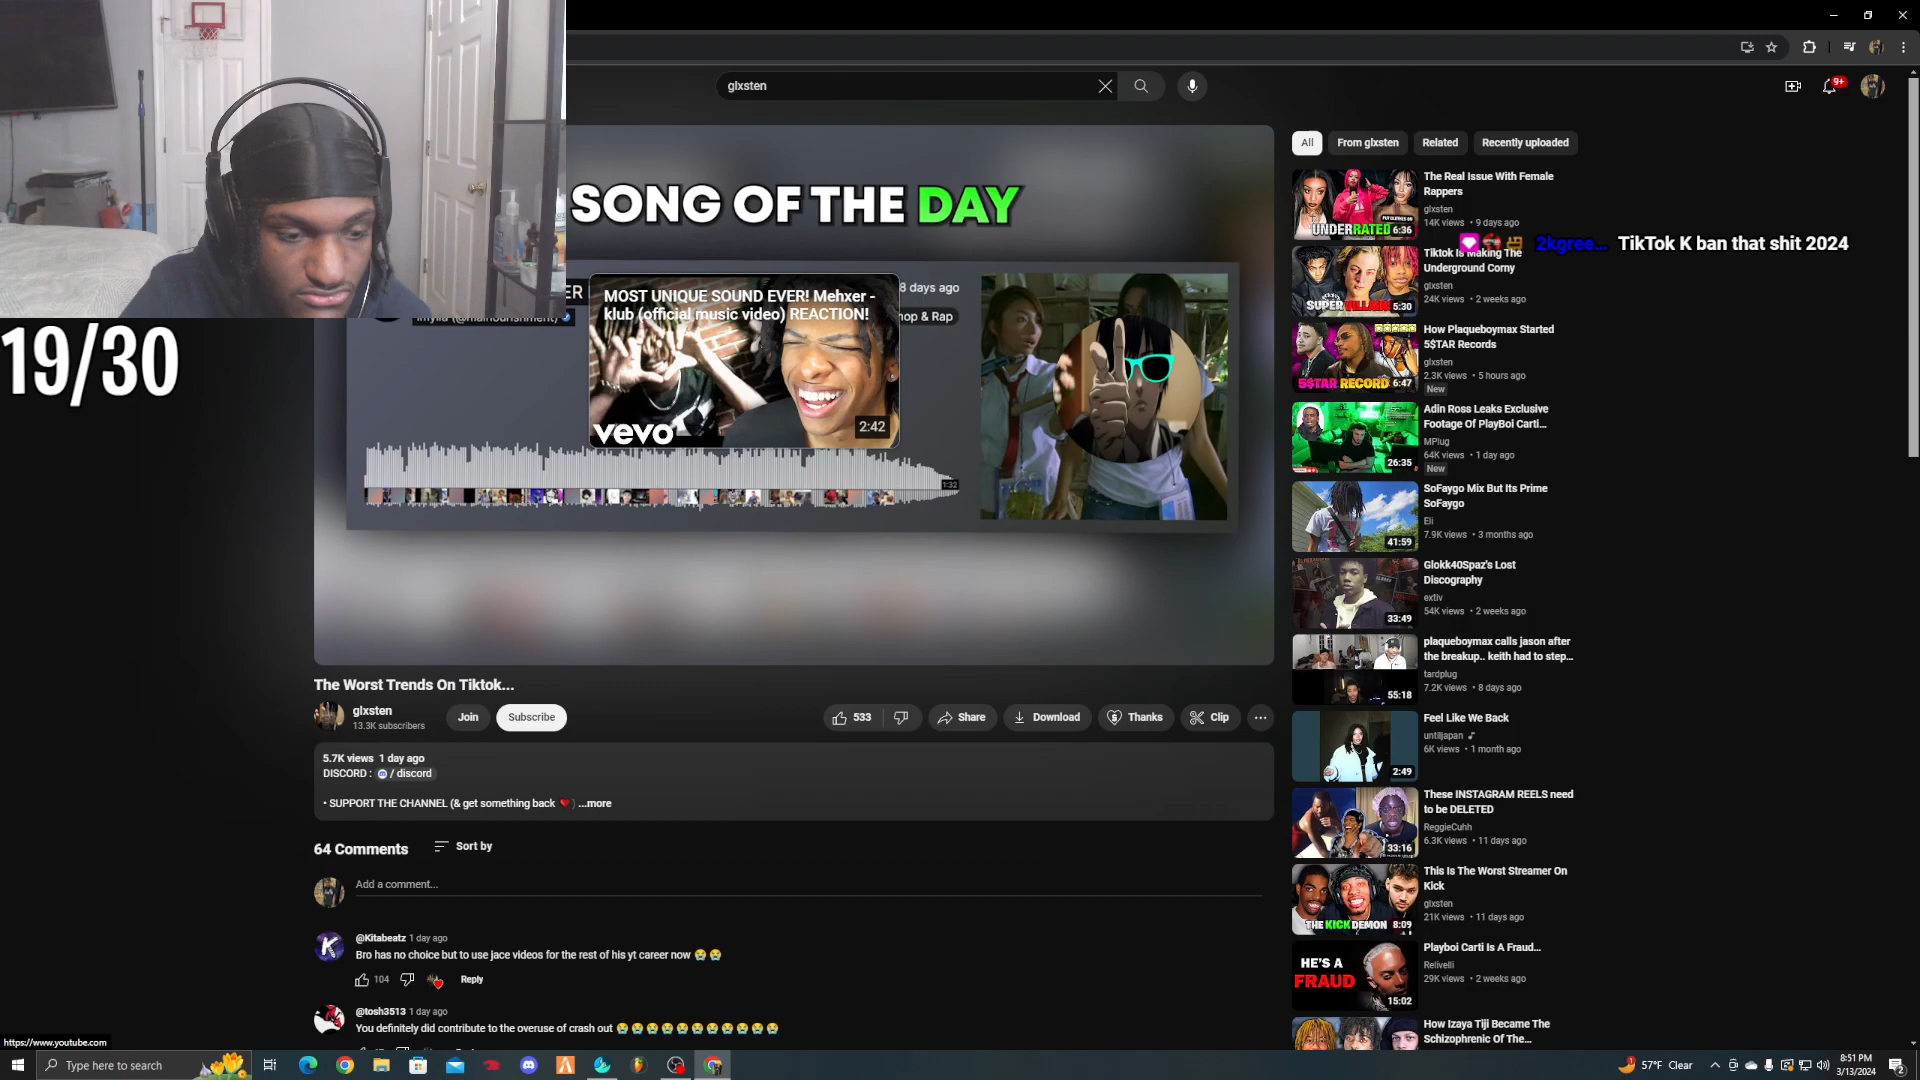 glxsten
9+
SONG OF THE DAY
ER
8 days ago
hop & Rap
MOST UNIQUE SOUND EVER! Mehxer -
klub (official music video) REACTION!
vevo
2:42
1:32
19/30
All
From glxsten
Related
Recently uploaded
The Real Issue With Female
Rappers
glxsten
14K views • 9 days ago
PUT CLOTHES ON
UNDERRATED
6:36
2kgree... TikTok K ban that shit 2024
Tiktok Is Making The
Underground Corny
glxsten
24K views • 2 weeks ago
SUPER VILLAIN
5:30
How Plaqueboymax Started
5$TAR Records
glxsten
2.3K views • 5 hours ago
New
5$TAR RECORD
6:47
Adin Ross Leaks Exclusive
Footage Of PlayBoi Carti...
MPlug
64K views • 1 day ago
New
26:35
SoFaygo Mix But Its Prime
SoFaygo
Eli
7.9K views • 3 months ago
41:59
Glokk40Spaz's Lost
Discography
extiv
54K views • 2 weeks ago
33:49
plaqueboymax calls jason after
the breakup.. keith had to step...
tardplug
7.2K views • 8 days ago
55:18
Feel Like We Back
untiljapan
6K views • 1 month ago
2:49
These INSTAGRAM REELS need
to be DELETED
ReggieCuhh
6.3K views • 11 days ago
33:16
This Is The Worst Streamer On
Kick
glxsten
21K views • 11 days ago
THE KICK DEMON
8:09
Playboi Carti Is A Fraud...
Relivelli
29K views • 2 weeks ago
HE'S A
FRAUD
15:02
How Izaya Tiji Became The
Schizophrenic Of The...
The Worst Trends On Tiktok...
glxsten
13.3K subscribers
Join
Subscribe
533
Share
Download
Thanks
Clip
5.7K views 1 day ago
DISCORD : / discord
• SUPPORT THE CHANNEL (& get something back ❤️) ...more
64 Comments
Sort by
Add a comment...
@Kitabeatz 1 day ago
Bro has no choice but to use jace videos for the rest of his yt career now 😭 😭
104
Reply
@tosh3513 1 day ago
You definitely did contribute to the overuse of crash out 😭 😭 😭 😭 😭 😭 😭 😭 😭 😭 😭
https://www.youtube.com
Type here to search
1
57°F Clear
8:51 PM
3/13/2024
2